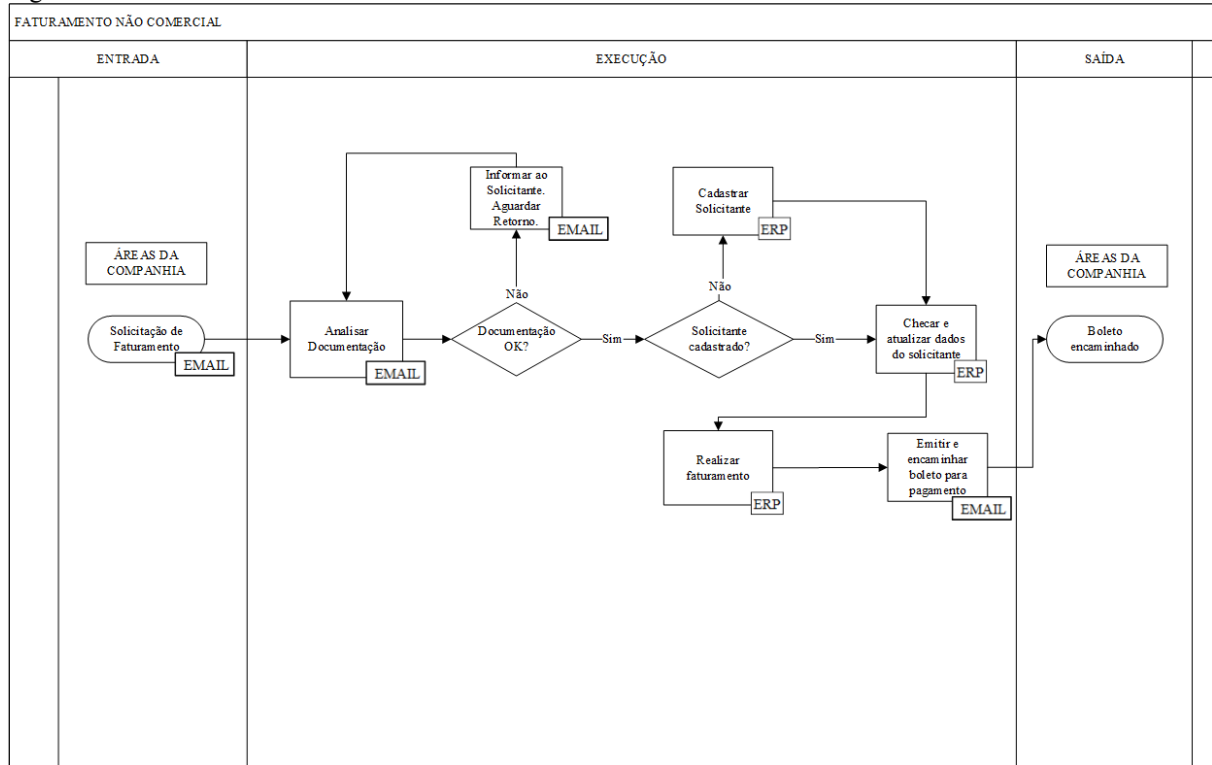 FATURAMENTO NÃO COMERCIAL
ENTRADA
EXECUÇÃO
SAÍDA
ÁREAS DA
COMPANHIA
Solicitação de
Faturamento
EMAIL
Analisar
Documentação
EMAIL
Informar ao
Solicitante.
Aguardar
Retorno.
EMAIL
Não
Documentação
OK?
Sim
Cadastrar
Solicitante
ERP
Não
Solicitante
cadastrado?
Sim
Checar e
atualizar dados
do solicitante
ERP
Realizar
faturamento
ERP
Emitir e
encaminhar
boleto para
pagamento
EMAIL
ÁREAS DA
COMPANHIA
Boleto
encaminhado